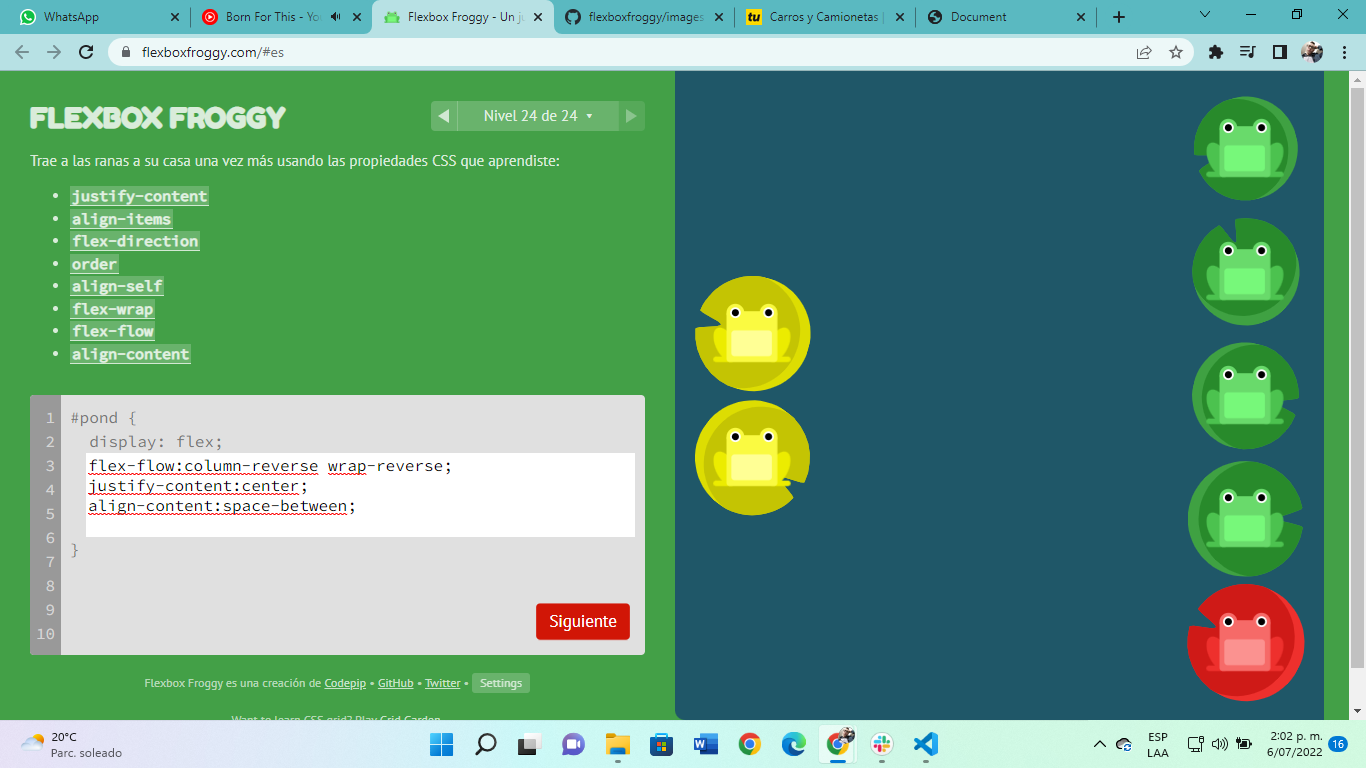 WhatsApp
Born For This - Yo
Flexbox Froggy - Un ju
flexboxfroggy/images
tu
Carros y Camionetas |
Document
flexboxfroggy.com/#es
FLEXBOX FROGGY
Nivel 24 de 24
Trae a las ranas a su casa una vez más usando las propiedades CSS que aprendiste:
justify-content
align-items
flex-direction
order
align-self
flex-wrap
flex-flow
align-content
1 #pond {
2 display: flex;
3 flex-flow:column-reverse wrap-reverse;
4 justify-content:center;
5 align-content:space-between;
6
7 }
8
9
10
Siguiente
Flexbox Froggy es una creación de Codepip • GitHub • Twitter • Settings
Want to learn CSS grid? Play Grid Garden
20°C
Parc. soleado
ESP
LAA
2:02 p. m.
6/07/2022
16